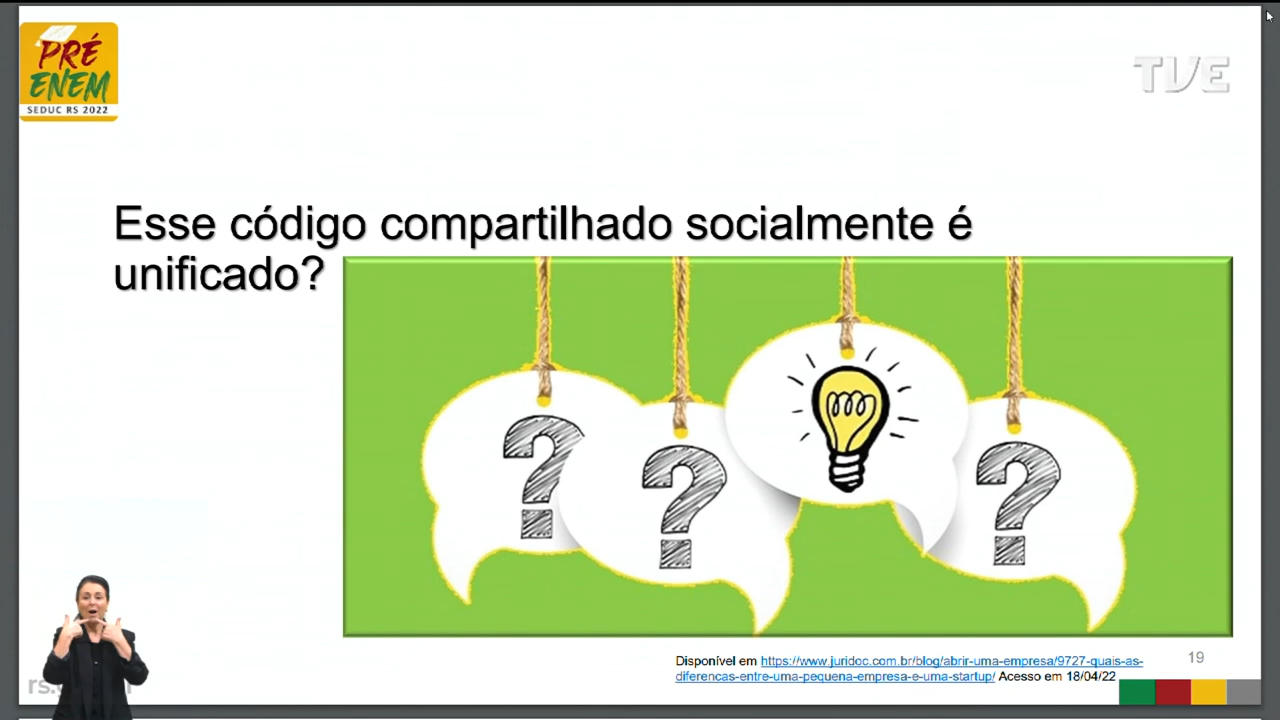 PRÉ
ENEM
SEDUC RS 2022
TVE
Esse código compartilhado socialmente é
unificado?
? ? ?
Disponível em https://www.juridoc.com.br/blog/abrir-uma-empresa/9727-quais-as-
diferencas-entre-uma-pequena-empresa-e-uma-startup/ Acesso em 18/04/22
19